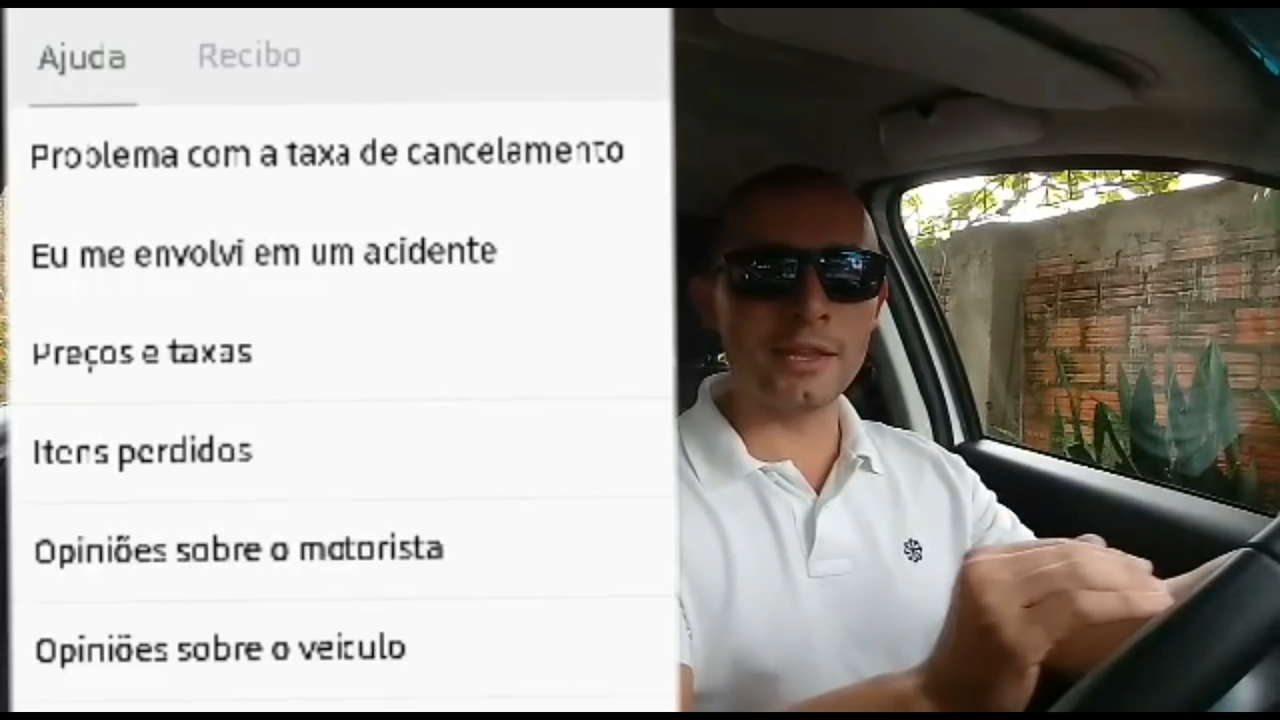 Ajuda Recibo
Problema com a taxa de cancelamento
Eu me envolvi em um acidente
Preços e taxas
Itens perdidos
Opiniões sobre o motorista
Opiniões sobre o veiculo